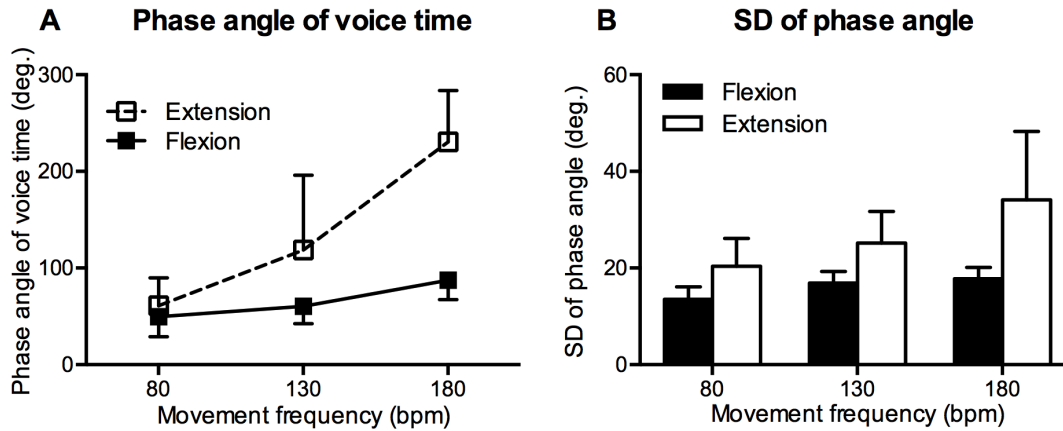 A Phase angle of voice time
Phase angle of voice time (deg.)
300
200
100
0
Extension
Flexion
80 130 180
Movement frequency (bpm)
B SD of phase angle
SD of phase angle (deg.)
60
40
20
0
Flexion
Extension
80 130 180
Movement frequency (bpm)